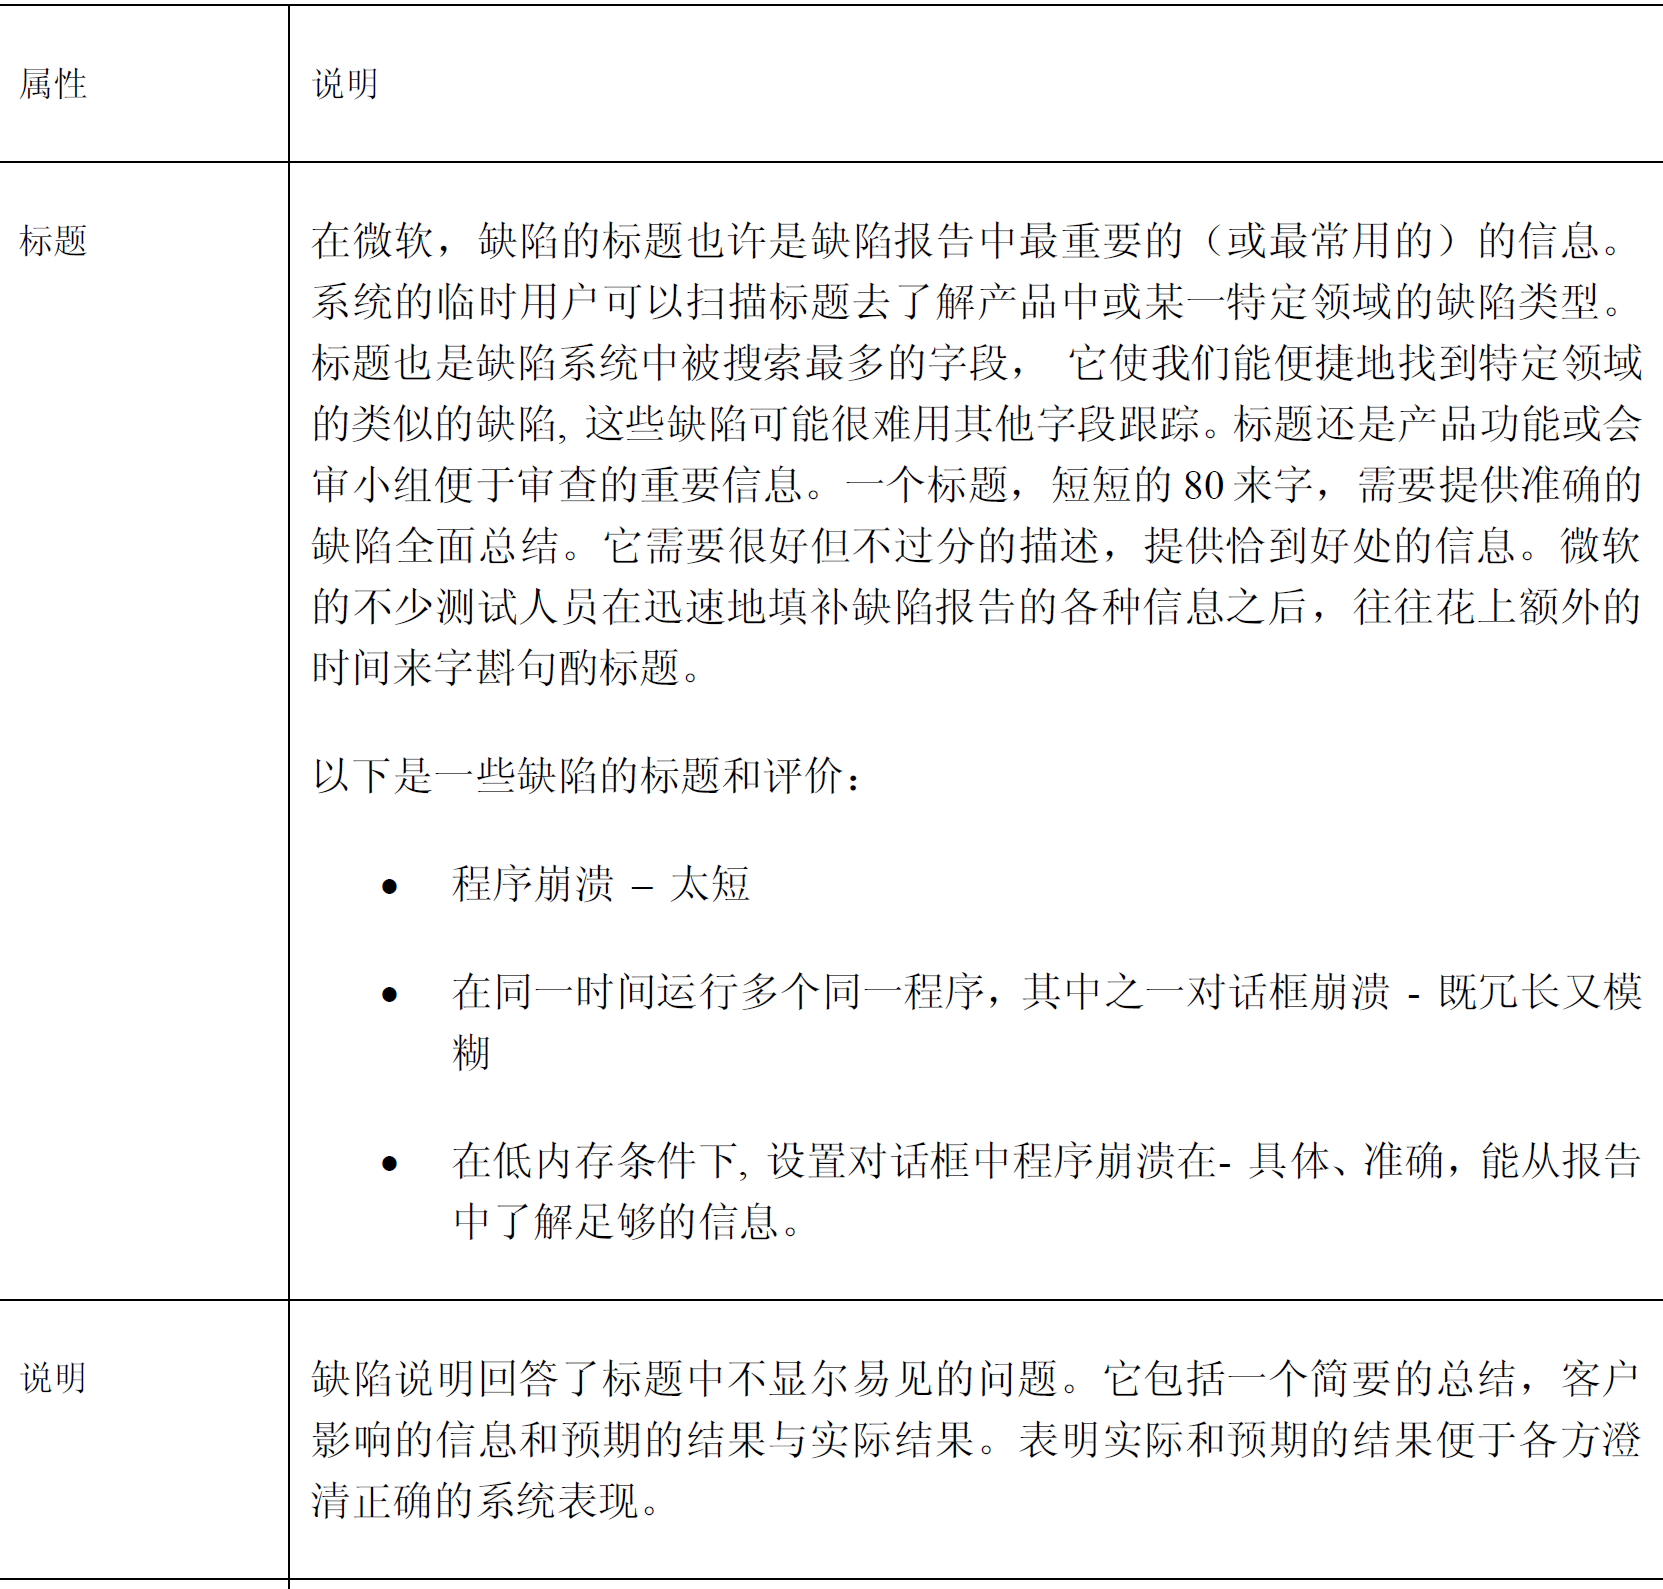 属性
说明
标题
在微软，缺陷的标题也许是缺陷报告中最重要的（或最常用的）的信息。
系统的临时用户可以扫描标题去了解产品中或某一特定领域的缺陷类型。
标题也是缺陷系统中被搜索最多的字段， 它使我们能便捷地找到特定领域
的类似的缺陷, 这些缺陷可能很难用其他字段跟踪。标题还是产品功能或会
审小组便于审查的重要信息。一个标题，短短的 80 来字，需要提供准确的
缺陷全面总结。它需要很好但不过分的描述，提供恰到好处的信息。微软
的不少测试人员在迅速地填补缺陷报告的各种信息之后，往往花上额外的
时间来字斟句酌标题。
以下是一些缺陷的标题和评价：
• 程序崩溃 – 太短
• 在同一时间运行多个同一程序，其中之一对话框崩溃 - 既冗长又模
糊
• 在低内存条件下, 设置对话框中程序崩溃在- 具体、准确，能从报告
中了解足够的信息。
说明
缺陷说明回答了标题中不显尔易见的问题。它包括一个简要的总结，客户
影响的信息和预期的结果与实际结果。表明实际和预期的结果便于各方澄
清正确的系统表现。